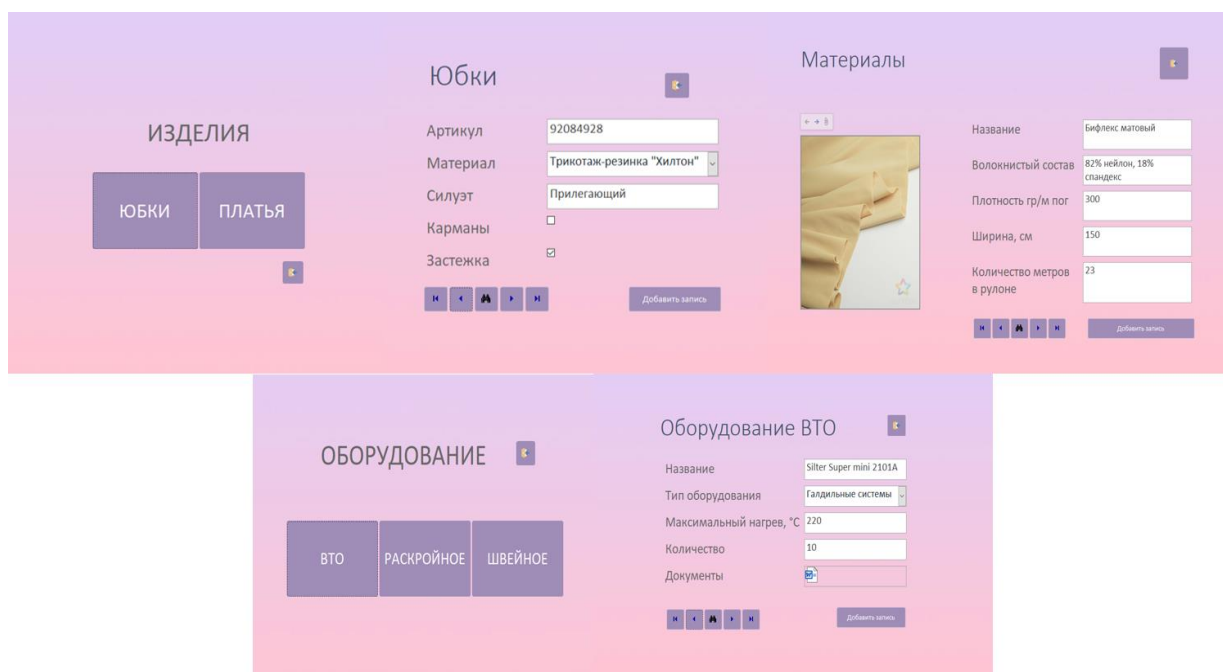 ИЗДЕЛИЯ
ЮБКИ
ПЛАТЬЯ
Юбки
Артикул
92084928
Материал
Трикотаж-резинка "Хилтон"
Силуэт
Прилегающий
Карманы
Застежка
Добавить запись
Материалы
Название
Бифлекс матовый
Волокнистый состав
82% нейлон, 18%
спандекс
Плотность гр/м пог
300
Ширина, см
150
Количество метров
в рулоне
23
Добавить запись
ОБОРУДОВАНИЕ
ВТО
РАСКРОЙНОЕ
ШВЕЙНОЕ
Оборудование ВТО
Название
Silter Super mini 2101A
Тип оборудования
Галдильные системы
Максимальный нагрев, °С
220
Количество
10
Документы
Добавить запись